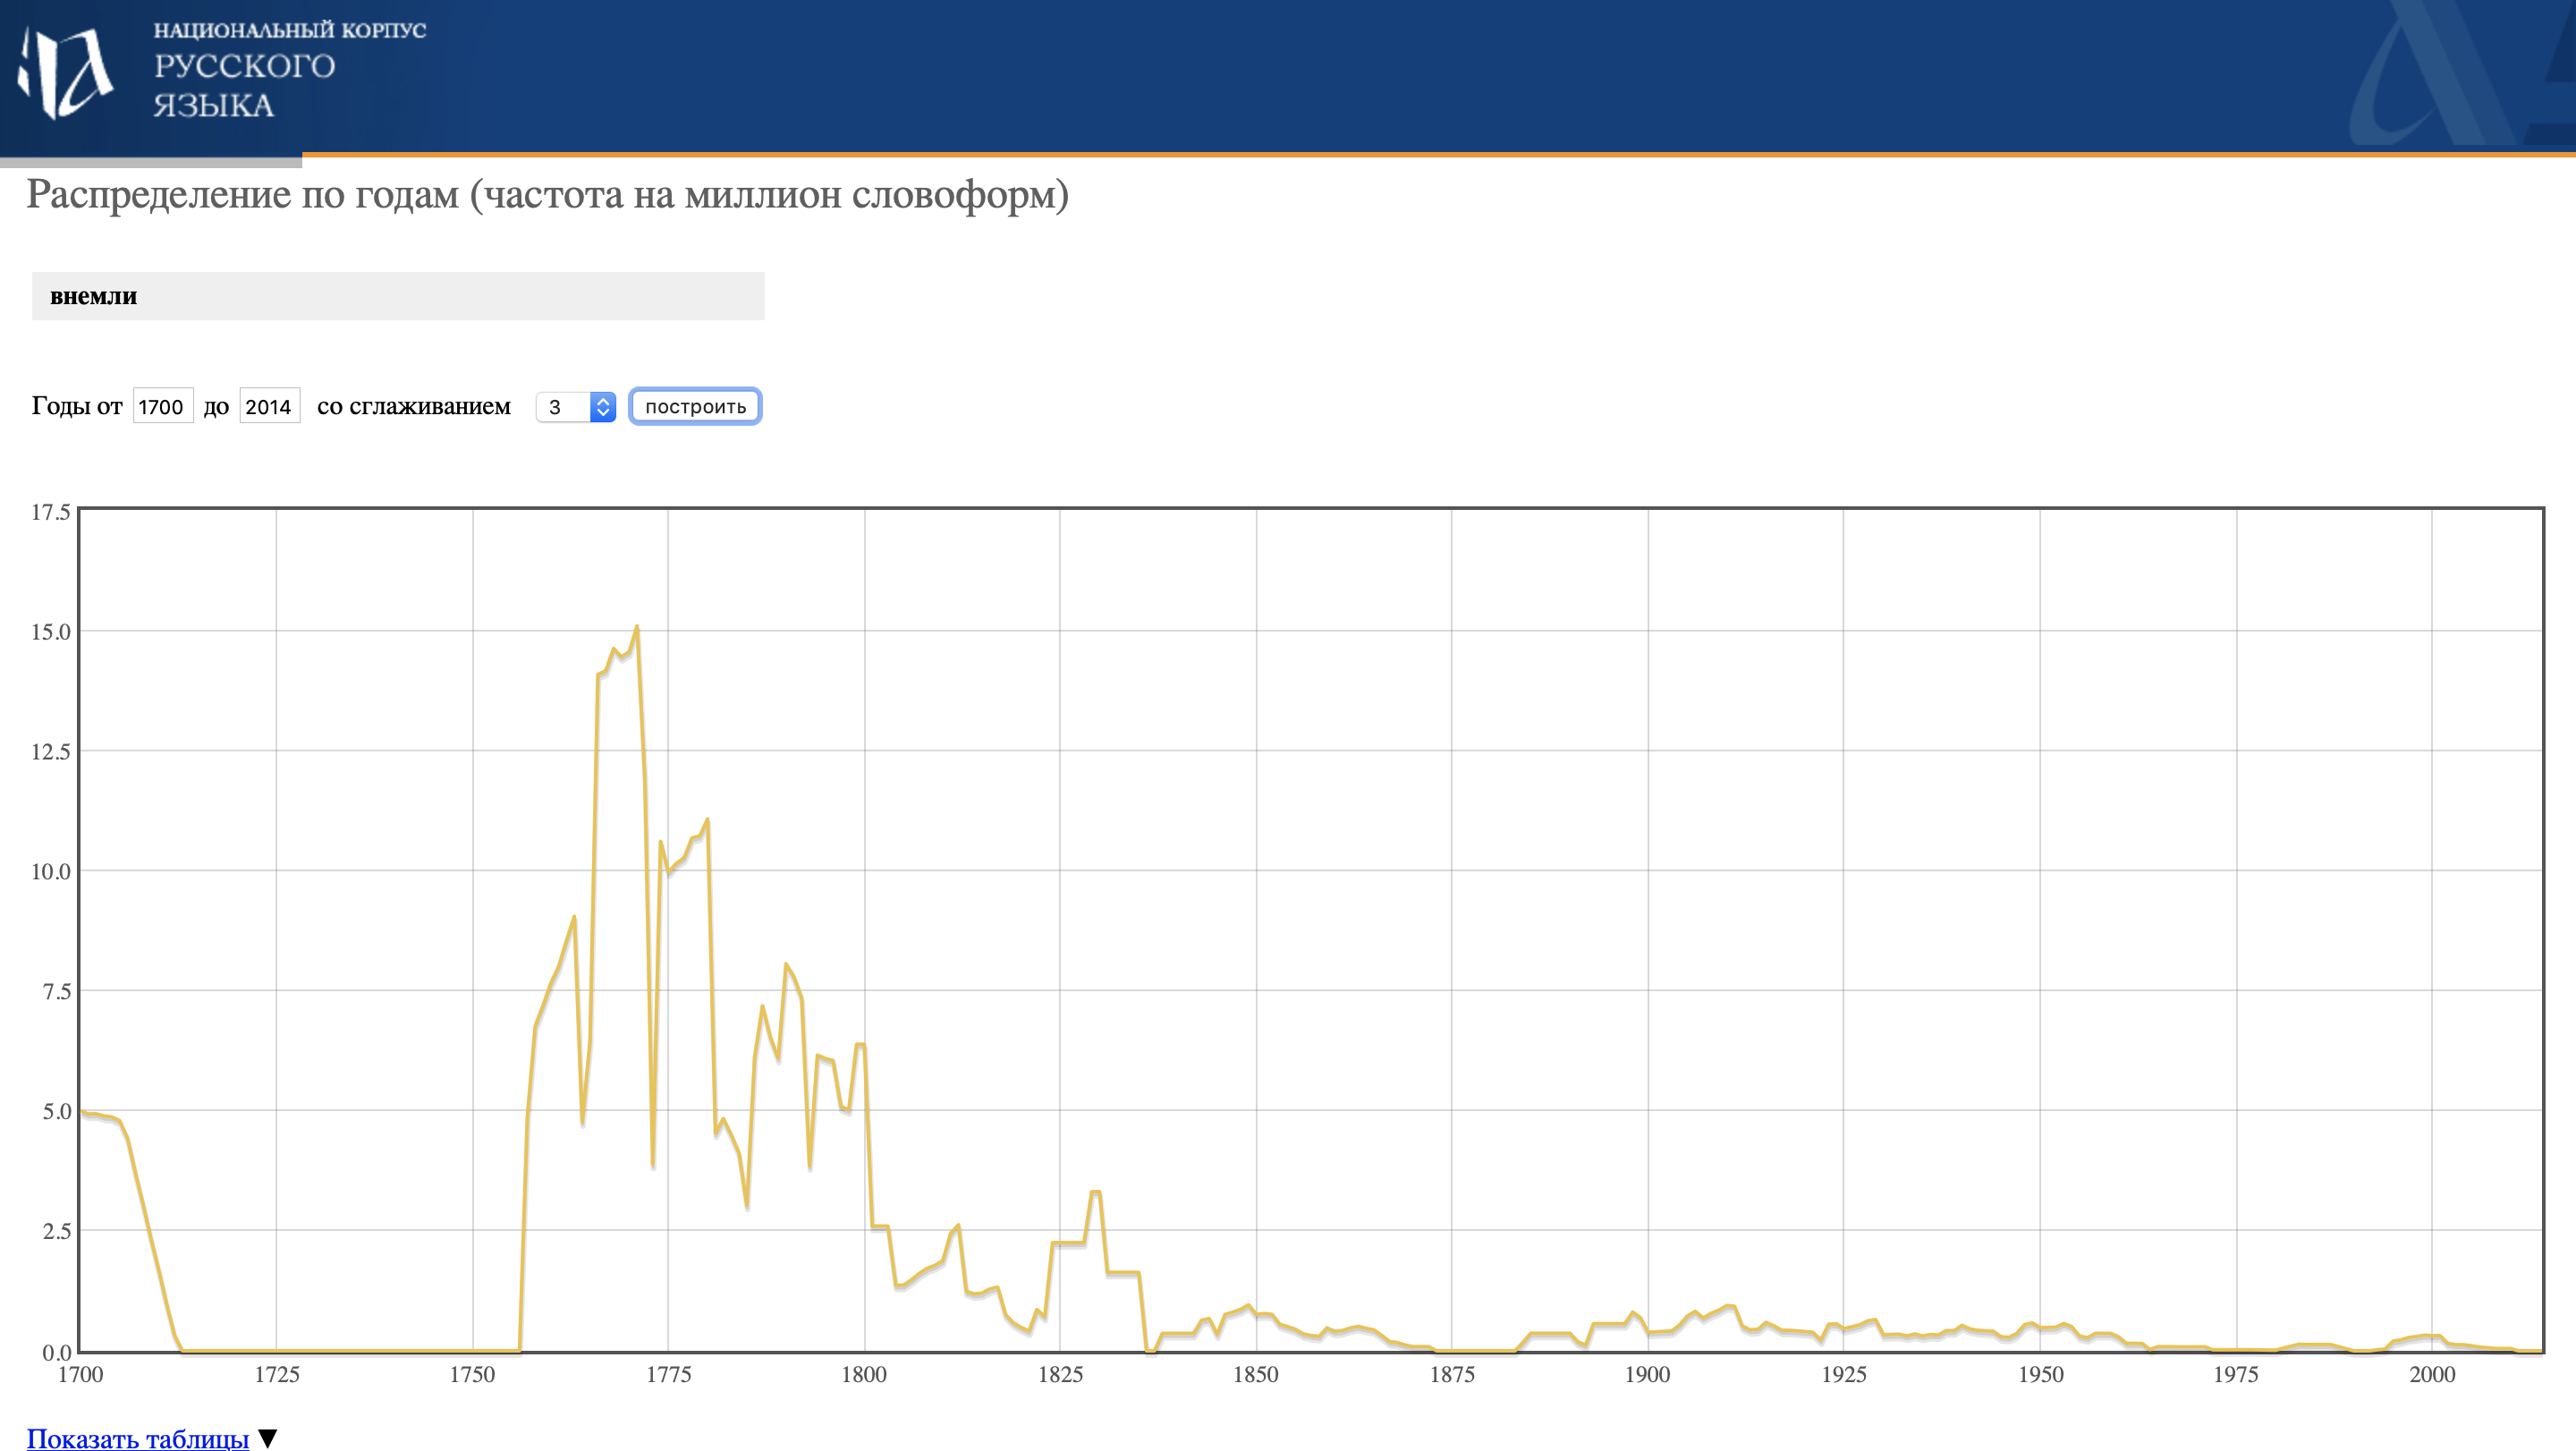 НАЦИОНАЛЬНЫЙ КОРПУС
РУССКОГО
ЯЗЫКА
Распределение по годам (частота на миллион словоформ)
внемли
Годы от 1700 до 2014 со сглаживанием 3 построить
17.5
15.0
12.5
10.0
7.5
5.0
2.5
0.0
1700 1725 1750 1775 1800 1825 1850 1875 1900 1925 1950 1975 2000
Показать таблицы ▼